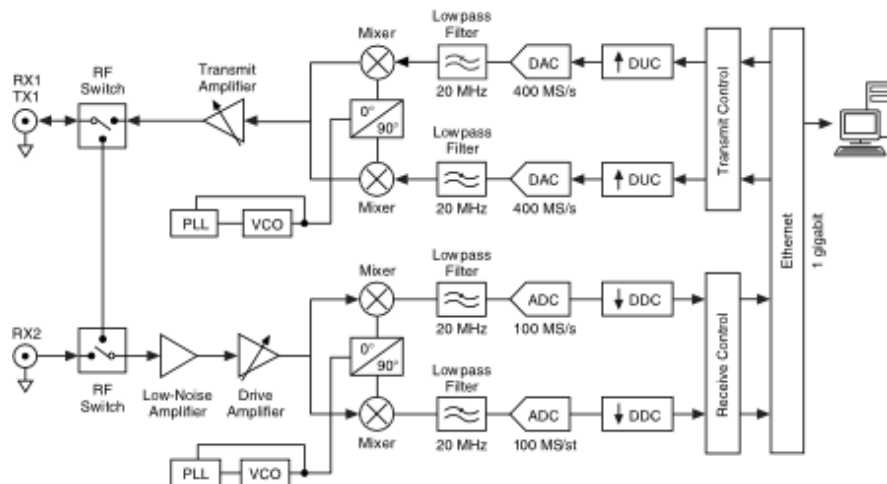 RX1
TX1
RF
Switch
Transmit
Amplifier
Mixer
Lowpass
Filter
20 MHz
DAC
400 MS/s
DUC
0°
90°
Mixer
Lowpass
Filter
20 MHz
DAC
400 MS/s
DUC
Transmit Control
PLL
VCO
Ethernet
1 gigabit
RX2
RF
Switch
Low-Noise
Amplifier
Drive
Amplifier
Mixer
Lowpass
Filter
20 MHz
ADC
100 MS/s
DDC
0°
90°
Mixer
Lowpass
Filter
20 MHz
ADC
100 MS/st
DDC
Receive Control
PLL
VCO